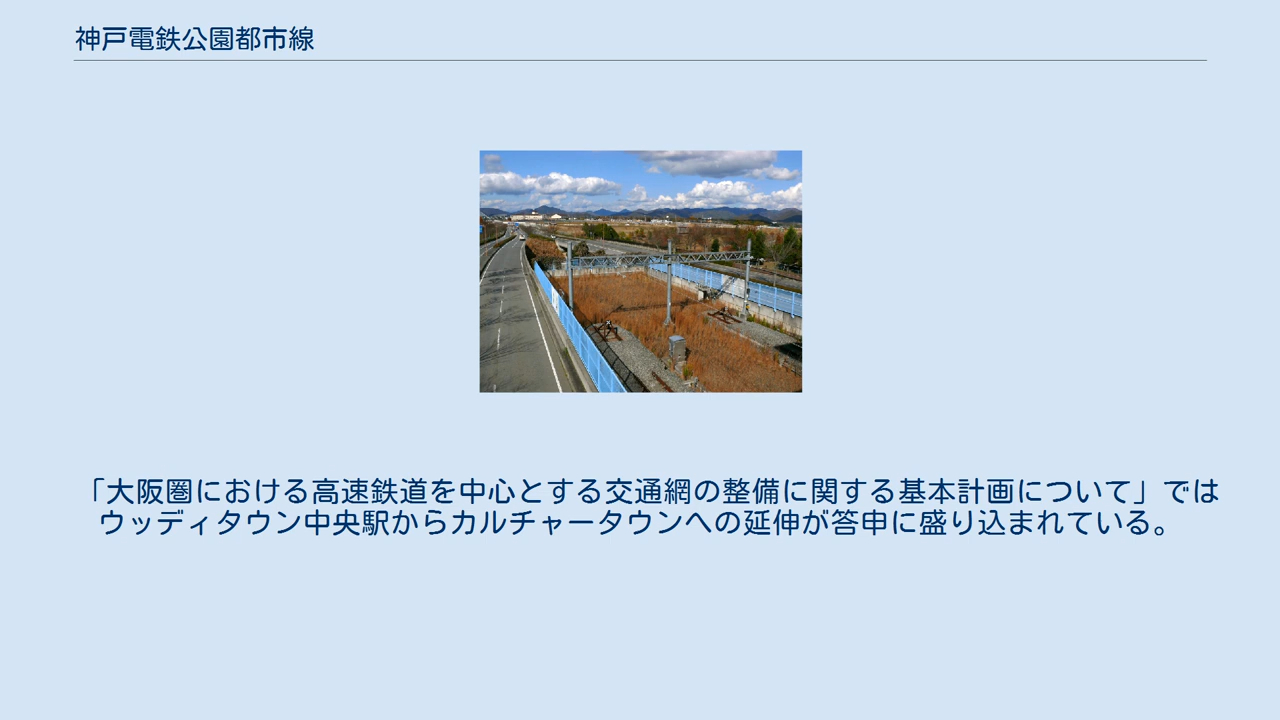 神戸電鉄公園都市線
「大阪圏における高速鉄道を中心とする交通網の整備に関する基本計画について」では
ウッディタウン中央駅からカルチャータウンへの延伸が答申に盛り込まれている。